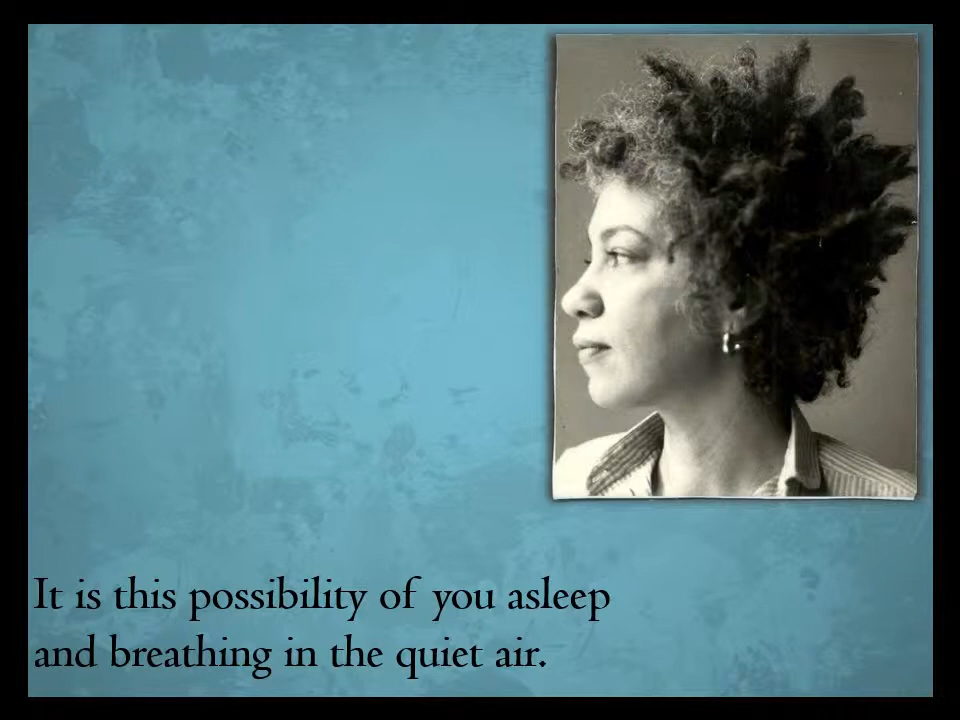 It is this possibility of you asleep
and breathing in the quiet air.